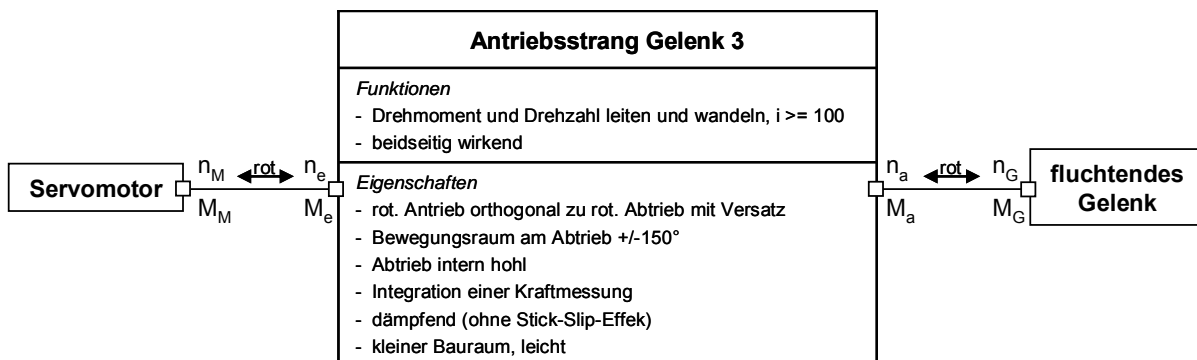 Antriebsstrang Gelenk 3
Funktionen
- Drehmoment und Drehzahl leiten und wandeln, i >= 100
- beidseitig wirkend
Servomotor
n_M rot n_e
M_M M_e
Eigenschaften
- rot. Antrieb orthogonal zu rot. Abtrieb mit Versatz
- Bewegungsraum am Abtrieb +/-150°
- Abtrieb intern hohl
- Integration einer Kraftmessung
- dämpfend (ohne Stick-Slip-Effek)
- kleiner Bauraum, leicht
n_a rot n_G
M_a M_G
fluchtendes
Gelenk